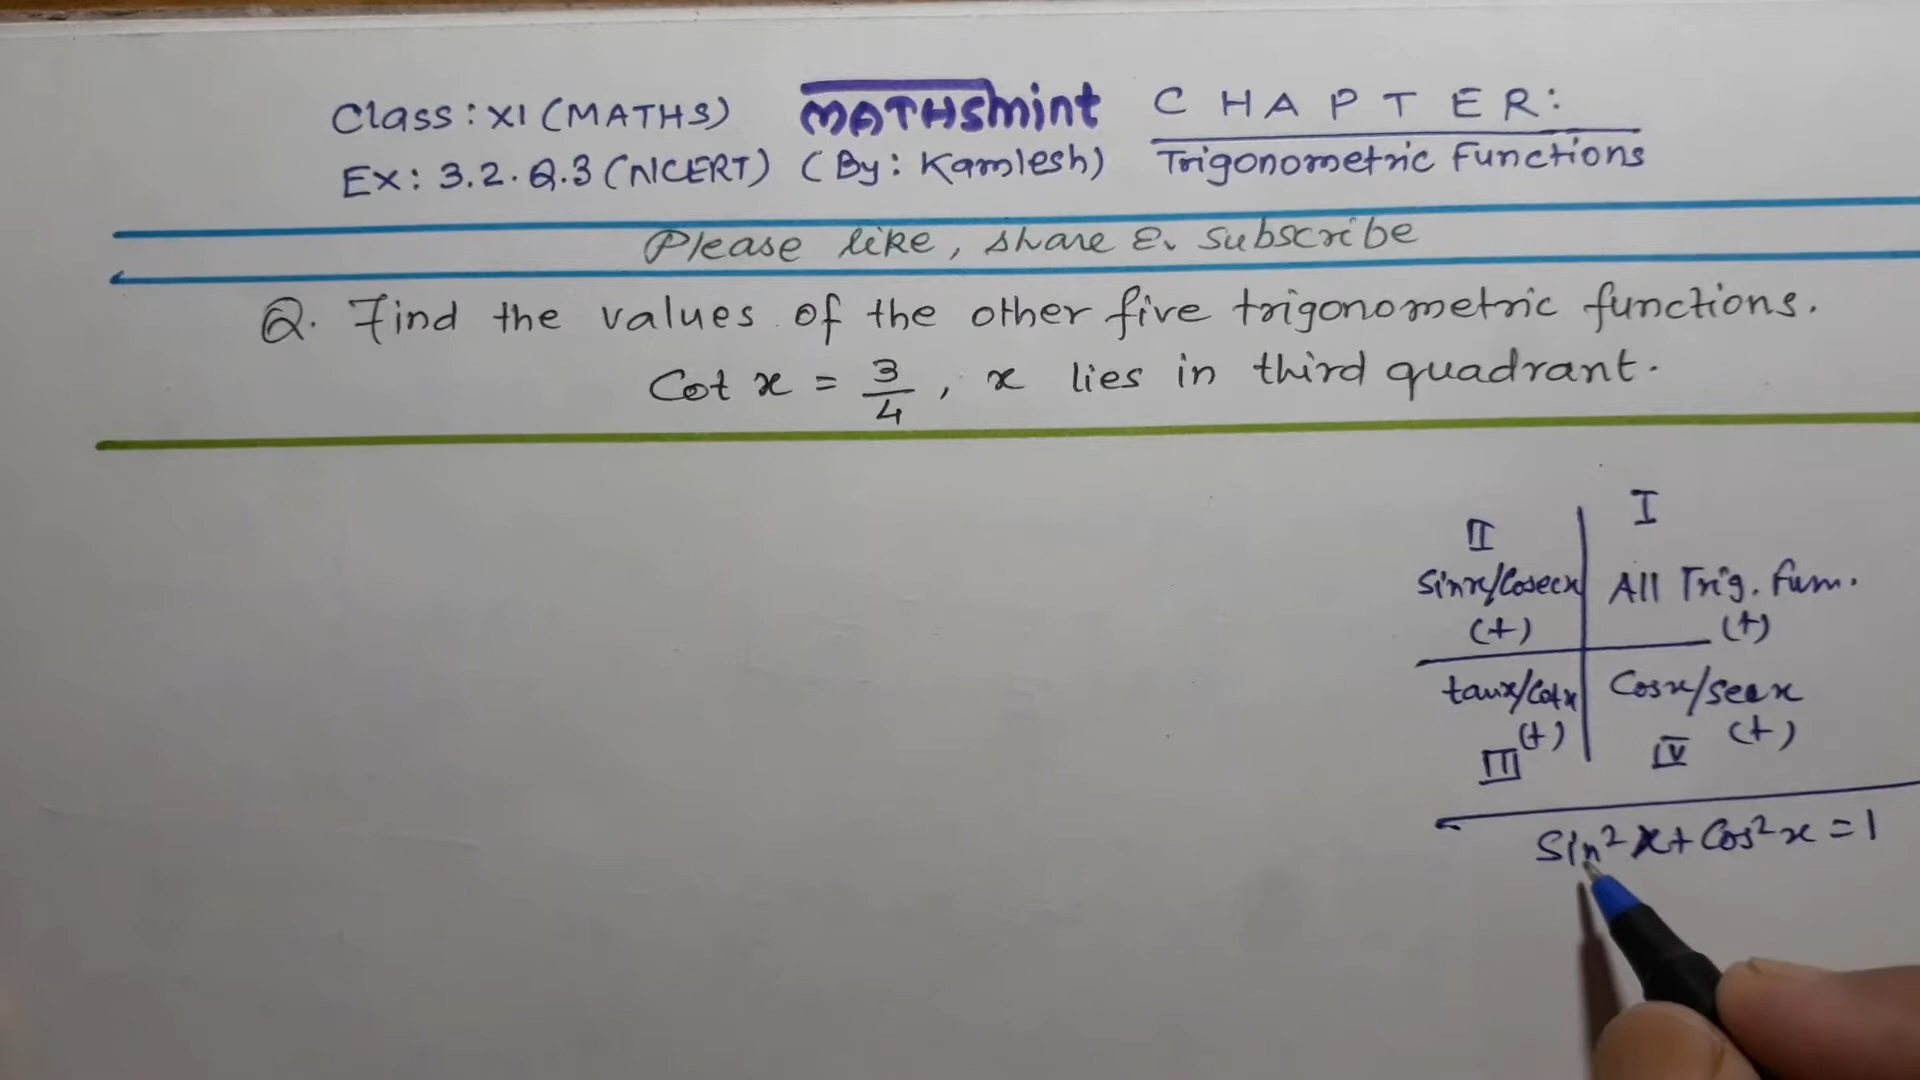 Class: XI (MATHS) MATHSmint CHAPTER:
EX: 3.2. Q.3 (NCERT) (By: Kamlesh) Trigonometric Functions
Please like, share & subscribe
Q. Find the values of the other five trigonometric functions.
Cot x = 3/4, x lies in third quadrant.
II I
Sinx/Cosecx All Trig. Fun.
(+) (+)
tanx/Cotx Cosx/secx
(+) (+)
III IV
Sin²x + Cos²x = 1